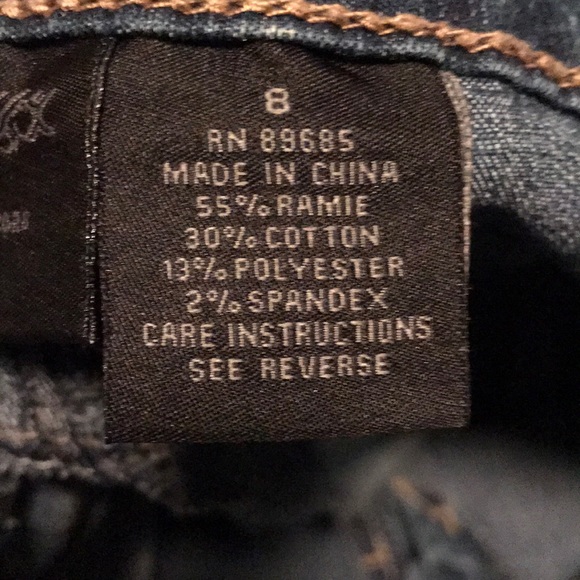 8
RN 89685
MADE IN CHINA
55% RAMIE
30% COTTON
13% POLYESTER
2% SPANDEX
CARE INSTRUCTIONS
SEE REVERSE